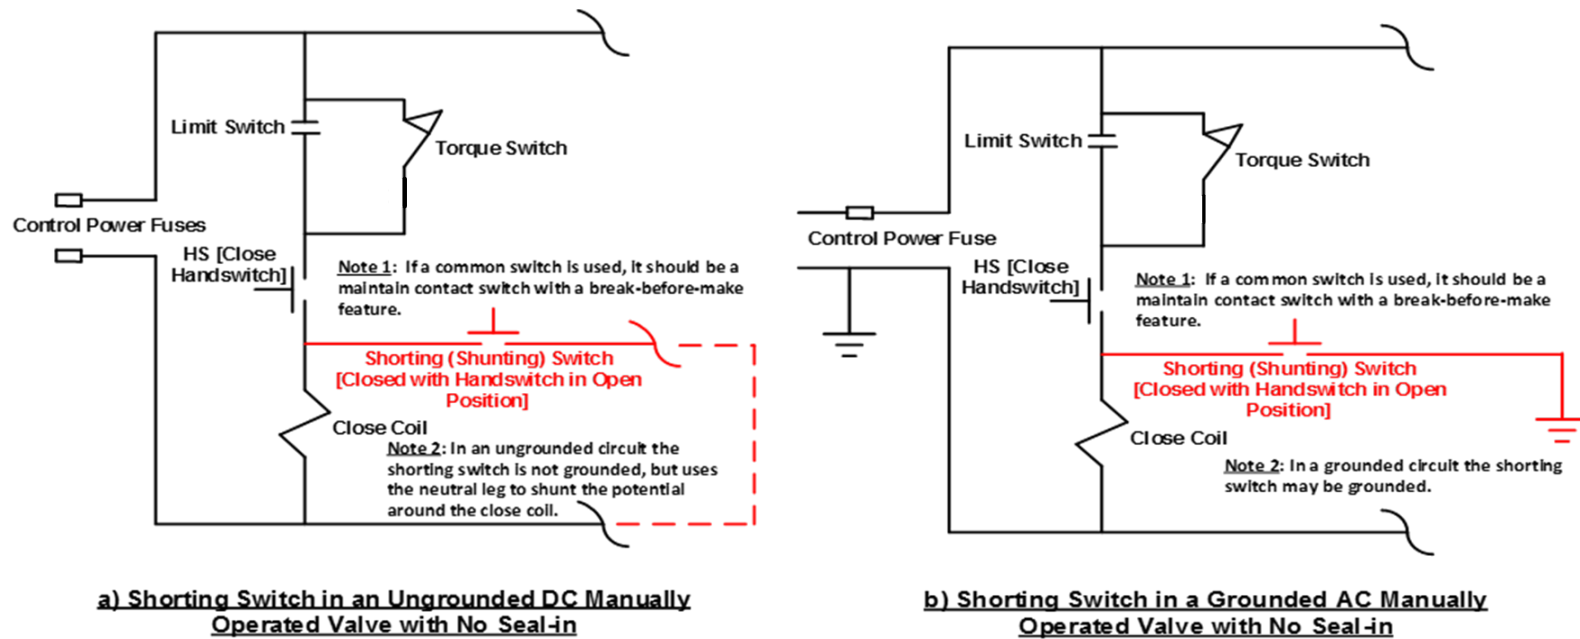 Limit Switch
Torque Switch
Control Power Fuses
HS [Close
Handswitch]
Note 1: If a common switch is used, it should be a
maintain contact switch with a break-before-make
feature.
Shorting (Shunting) Switch
[Closed with Handswitch in Open
Position]
Close Coil
Note 2: In an ungrounded circuit the
shorting switch is not grounded, but uses
the neutral leg to shunt the potential
around the close coil.
a) Shorting Switch in an Ungrounded DC Manually
Operated Valve with No Seal-in
Limit Switch
Torque Switch
Control Power Fuse
HS [Close
Handswitch]
Note 1: If a common switch is used, it should be a
maintain contact switch with a break-before-make
feature.
Shorting (Shunting) Switch
[Closed with Handswitch in Open
Position]
Close Coil
Note 2: In a grounded circuit the shorting
switch may be grounded.
b) Shorting Switch in a Grounded AC Manually
Operated Valve with No Seal-in